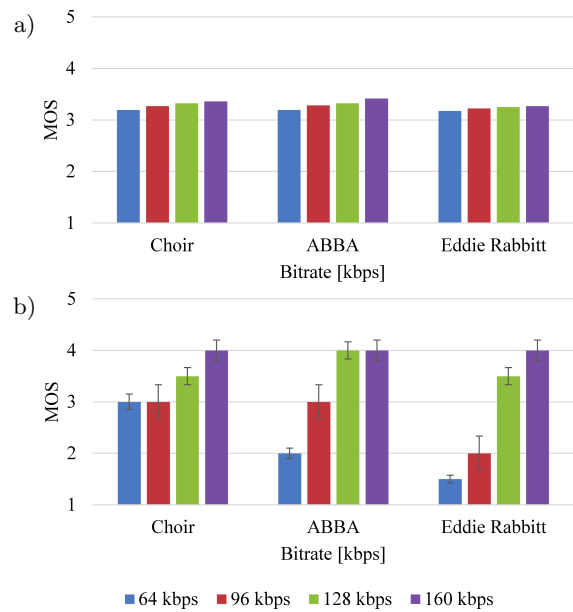 a)
5
4
3
2
1
MOS
Choir ABBA Eddie Rabbitt
Bitrate [kbps]
b)
5
4
3
2
1
MOS
Choir ABBA Eddie Rabbitt
Bitrate [kbps]
64 kbps 96 kbps 128 kbps 160 kbps